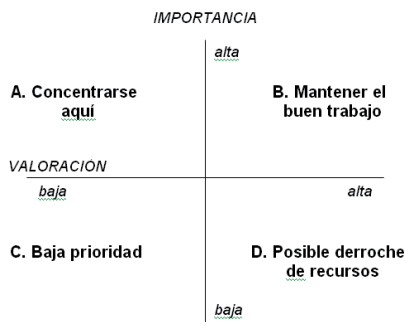 IMPORTANCIA
alta
A. Concentrarse
aquí
B. Mantener el
buen trabajo
VALORACIÓN
baja
alta
C. Baja prioridad
D. Posible derroche
de recursos
baja